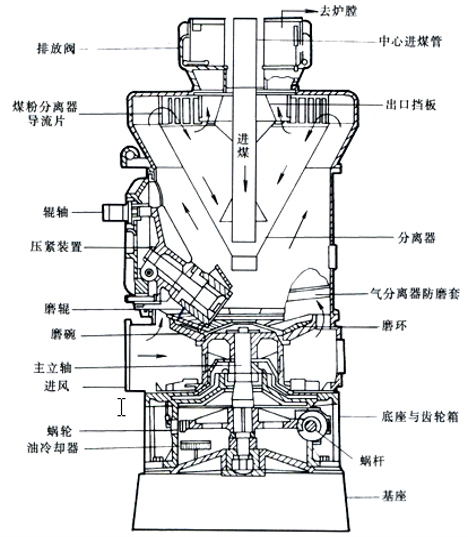 去炉膛
排放阀
中心进煤管
煤粉分离器
导流片
出口挡板
进煤
辊轴
压紧装置
分离器
气分离器防磨套
磨辊
磨碗
磨环
主立轴
进风
底座与齿轮箱
蜗轮
油冷却器
蜗杆
基座